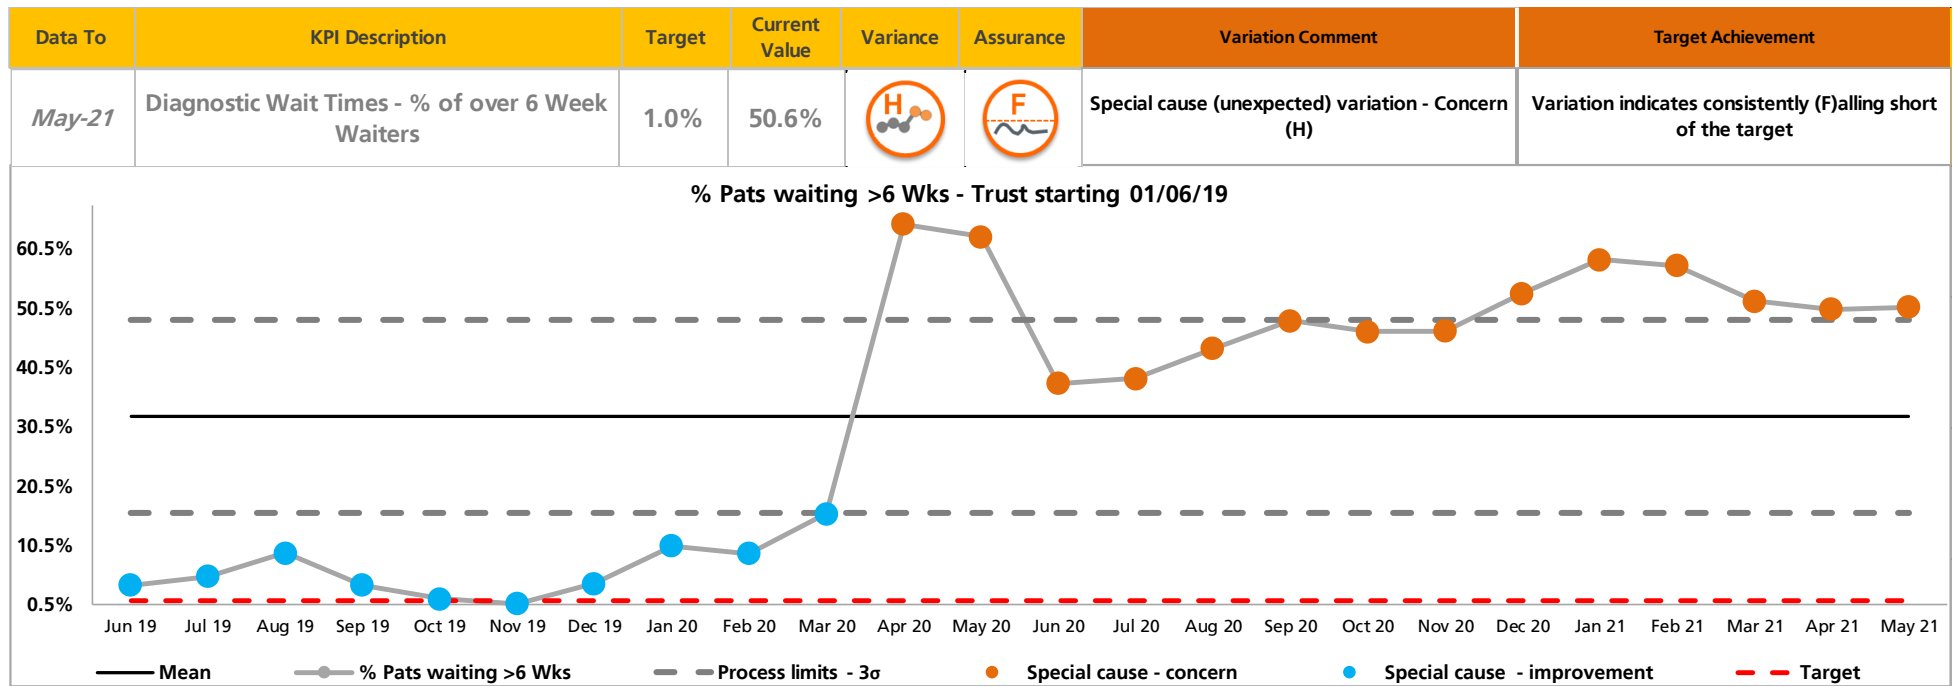 Data To
KPI Description
Target
Current
Value
Variance
Assurance
Variation Comment
Target Achievement
May-21
Diagnostic Wait Times - % of over 6 Week
Waiters
1.0%
50.6%
H
F
Special cause (unexpected) variation - Concern
(H)
Variation indicates consistently (F)alling short
of the target
% Pats waiting >6 Wks - Trust starting 01/06/19
60.5%
50.5%
40.5%
30.5%
20.5%
10.5%
0.5%
Jun 19 Jul 19 Aug 19 Sep 19 Oct 19 Nov 19 Dec 19 Jan 20 Feb 20 Mar 20 Apr 20 May 20 Jun 20 Jul 20 Aug 20 Sep 20 Oct 20 Nov 20 Dec 20 Jan 21 Feb 21 Mar 21 Apr 21 May 21
Mean % Pats waiting >6 Wks Process limits - 3σ Special cause - concern Special cause - improvement Target